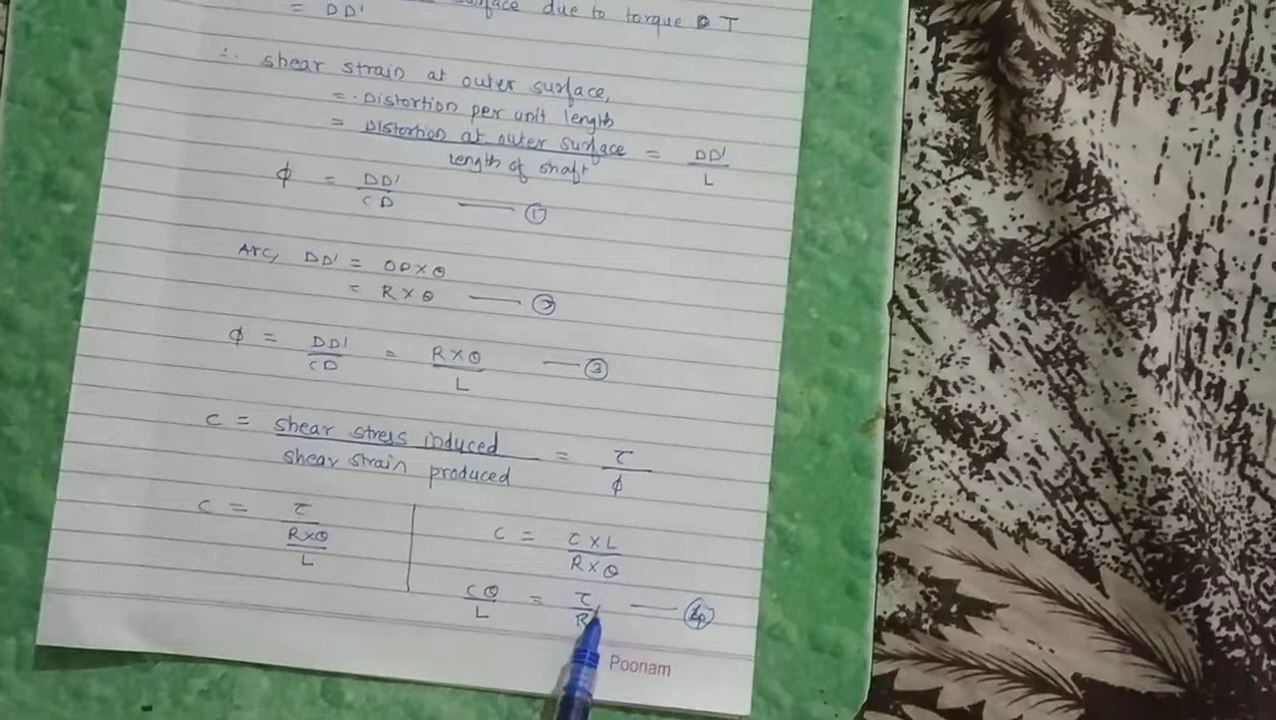 = DD' surface due to torque T
∴ shear strain at outer surface,
= Distortion per unit length
= Distortion at outer surface / length of shaft = DD' / L
ϕ = DD' / CD —— ①
Arc, DD' = OD × θ
= R × θ —— ②
ϕ = DD' / CD = R × θ / L —— ③
C = shear stress induced / shear strain produced = τ / ϕ
C = τ / (R×θ / L)
C = C × L / R × θ
Cθ / L = τ / R —— ④
Poonam